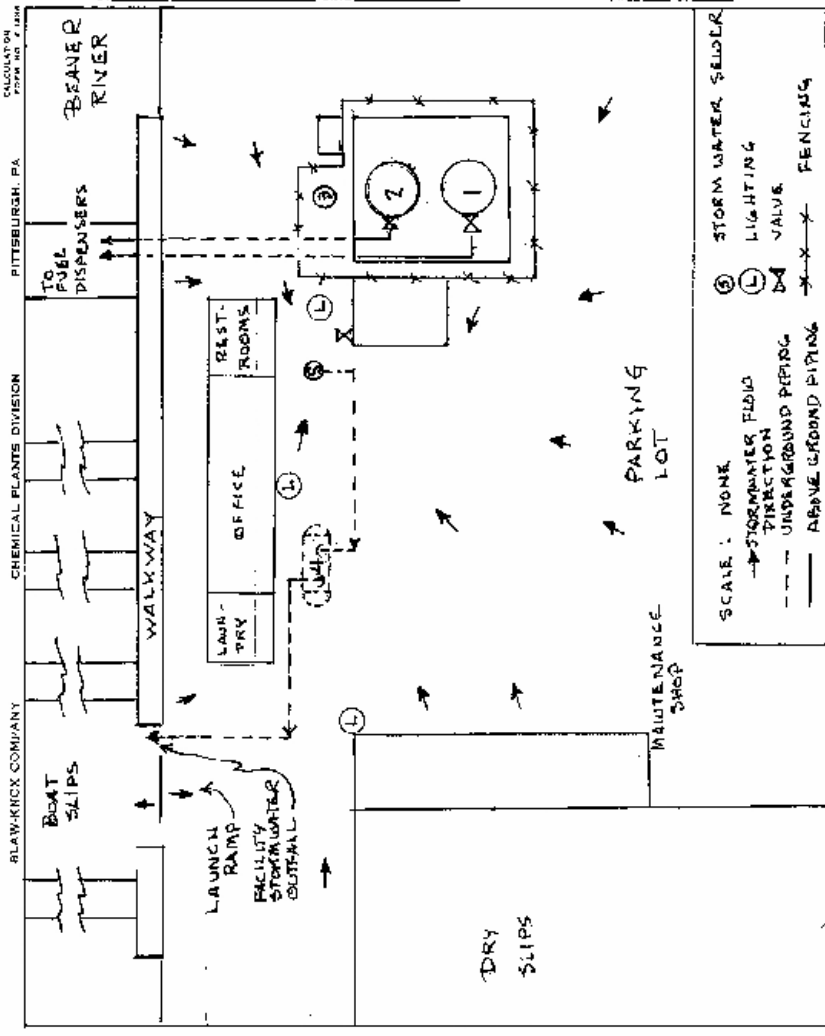 BLAW-KNOX COMPANY
CHEMICAL PLANTS DIVISION
PITTSBURGH, PA
CALCULATION
BOAT
SLIPS
TO
FUEL
DISPENSERS
BEAVER
RIVER
WALKWAY
LAUNCH
RAMP
FACILITY
STORMWATER
OUTFALL
LAUN-
DRY
OFFICE
REST-
ROOMS
L
L
L
S
3
4
2
1
DRY
SLIPS
MAINTENANCE
SHOP
PARKING
LOT
SCALE : NONE
STORMWATER FLOW
DIRECTION
UNDERGROUND PIPING
ABOVE GROUND PIPING
S STORM WATER SEWER
L LIGHTING
VALVE
FENCING